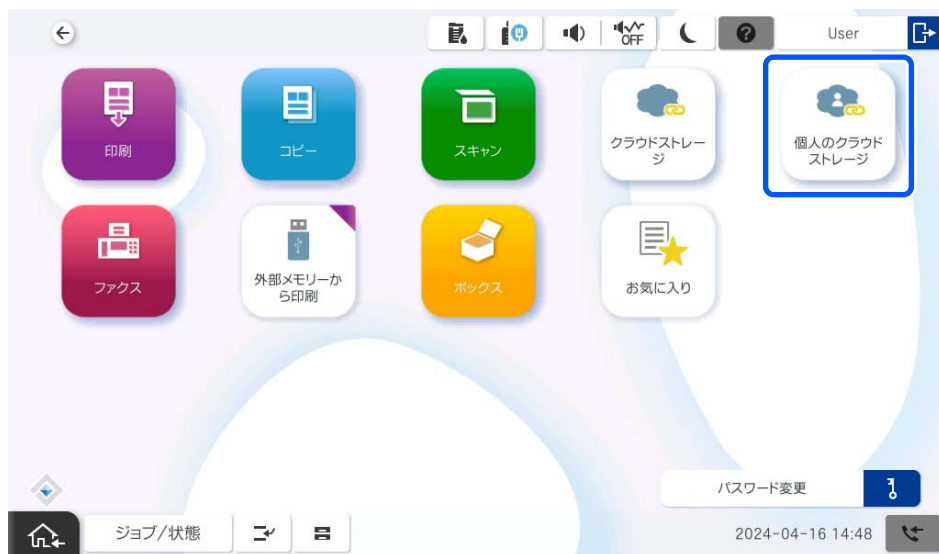 OFF
User
印刷
コピー
スキャン
クラウドストレー
ジ
個人のクラウド
ストレージ
ファクス
外部メモリーか
ら印刷
ボックス
お気に入り
パスワード変更
ジョブ/状態
2024-04-16 14:48